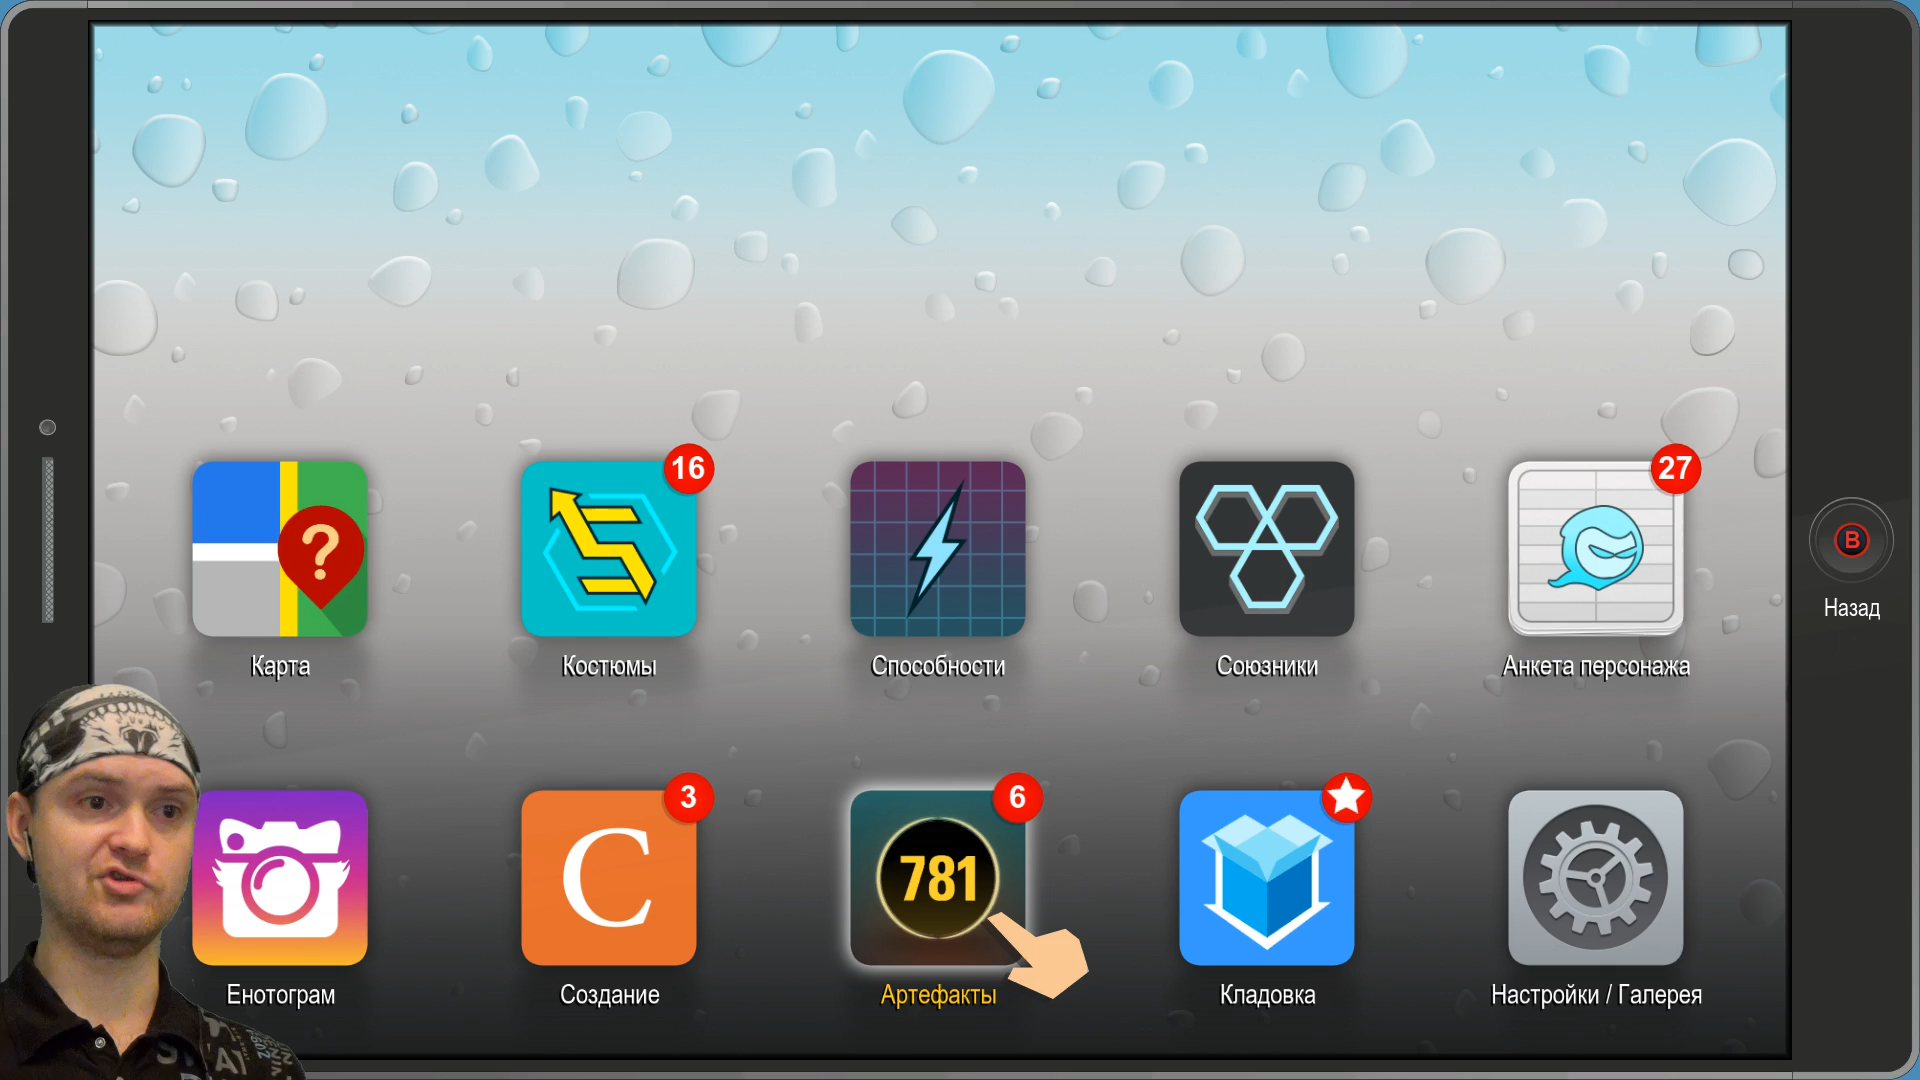 16
27
?
B
Назад
Карта
Костюмы
Способности
Союзники
Анкета персонажа
3
6
C
781
Енотограм
Создание
Артефакты
Кладовка
Настройки / Галерея